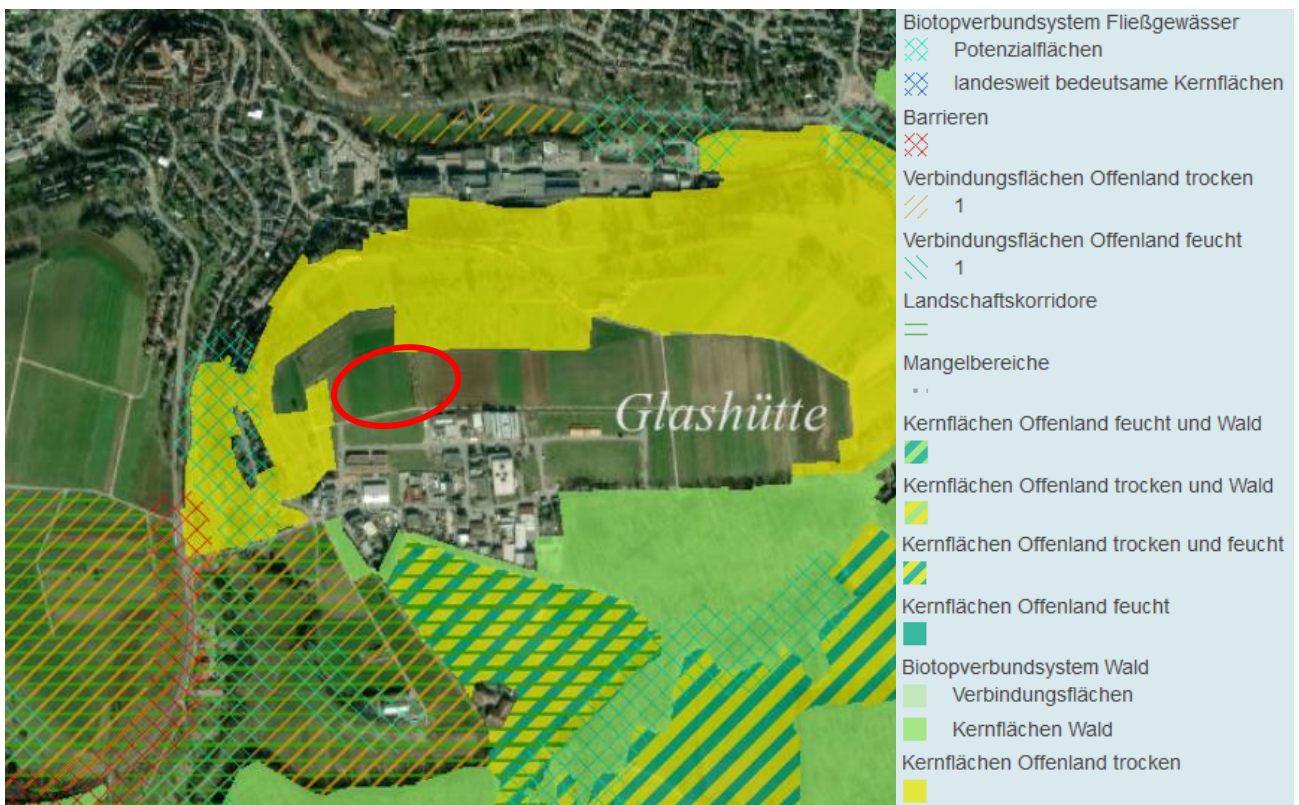 Glashütte
Biotopverbundsystem Fließgewässer
Potenzialflächen
landesweit bedeutsame Kernflächen
Barrieren
Verbindungsflächen Offenland trocken
1
Verbindungsflächen Offenland feucht
1
Landschaftskorridore
Mangelbereiche
Kernflächen Offenland feucht und Wald
Kernflächen Offenland trocken und Wald
Kernflächen Offenland trocken und feucht
Kernflächen Offenland feucht
Biotopverbundsystem Wald
Verbindungsflächen
Kernflächen Wald
Kernflächen Offenland trocken